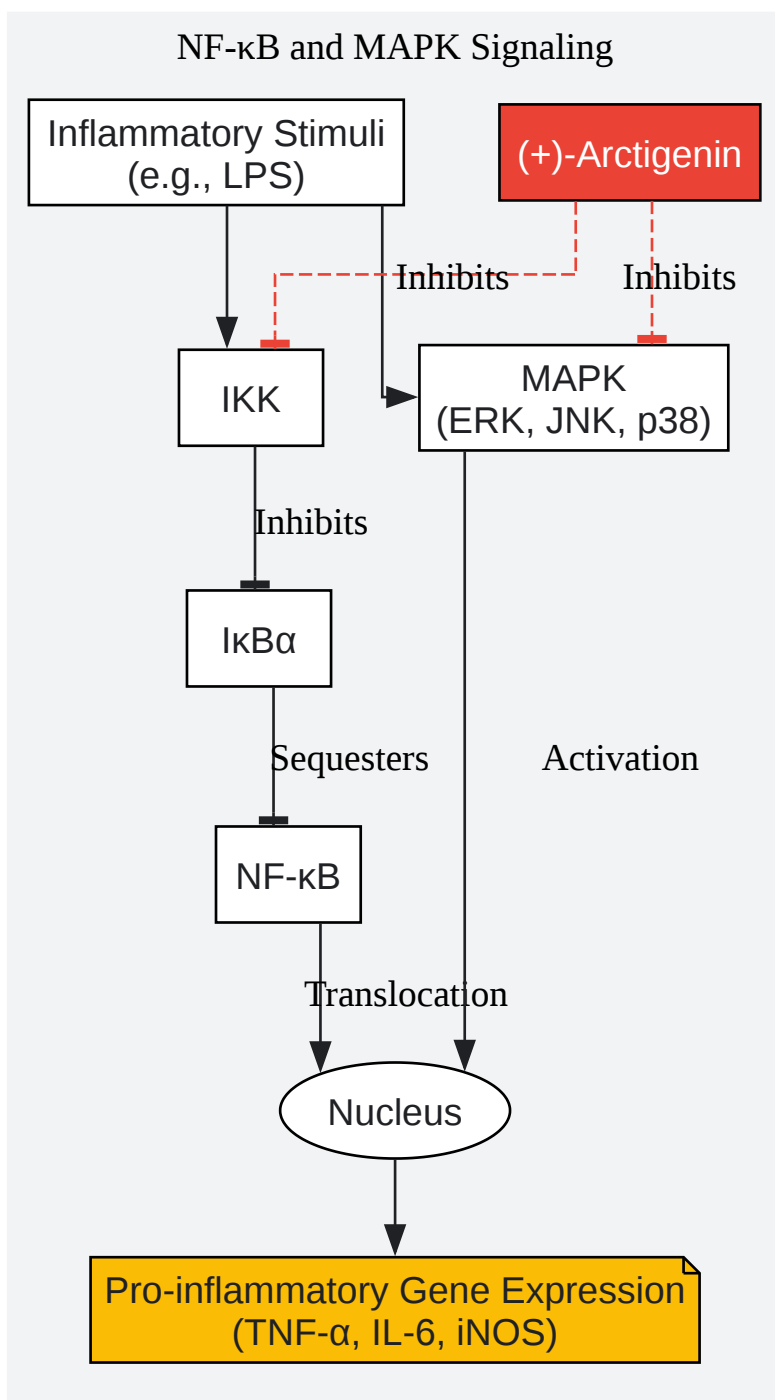 NF-κB and MAPK Signaling
Inflammatory Stimuli
(e.g., LPS)
(+)-Arctigenin
Inhibits
Inhibits
IKK
MAPK
(ERK, JNK, p38)
Inhibits
IκBα
Sequesters
Activation
NF-κB
Translocation
Nucleus
Pro-inflammatory Gene Expression
(TNF-α, IL-6, iNOS)